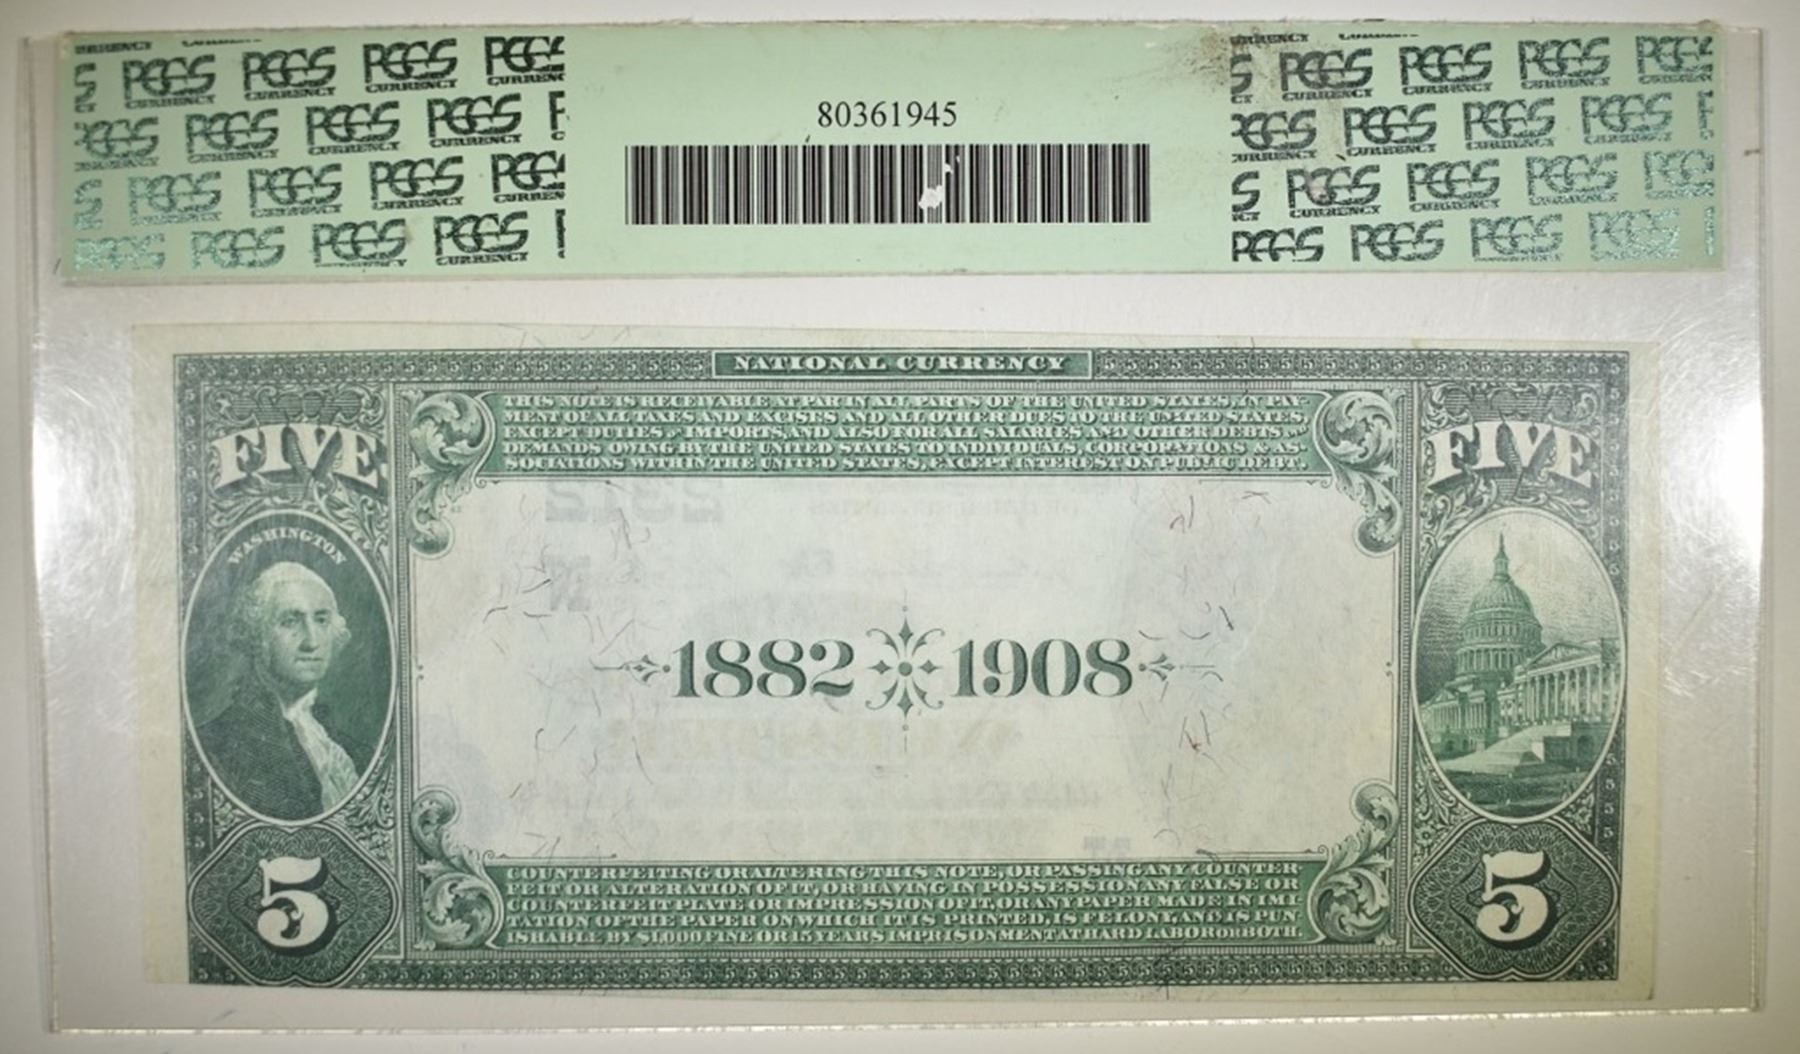 PCGS CURRENCY
80361945
NATIONAL CURRENCY
THIS NOTE IS RECEIVABLE AT PAR IN ALL PARTS OF THE UNITED STATES, IN PAY-
MENT OF ALL TAXES AND EXCISES AND ALL OTHER DUES TO THE UNITED STATES,
EXCEPT DUTIES ON IMPORTS, AND ALSO FOR ALL SALARIES AND OTHER DEBTS AND
DEMANDS OWING BY THE UNITED STATES TO INDIVIDUALS, CORPORATIONS & AS-
SOCIATIONS WITHIN THE UNITED STATES, EXCEPT INTEREST ON PUBLIC DEBT.
FIVE
FIVE
WASHINGTON
1882 1908
COUNTERFEITING OR ALTERING THIS NOTE, OR PASSING ANY COUNTER-
FEIT OR ALTERATION OF IT, OR HAVING IN POSSESSION ANY FALSE OR
COUNTERFEIT PLATE OR IMPRESSION OF IT, OR ANY PAPER MADE IN IMI
TATION OF THE PAPER ON WHICH IT IS PRINTED, IS FELONY, AND IS PUN-
ISHABLE BY $1,000 FINE OR 15 YEARS IMPRISONMENT AT HARD LABOR OR BOTH.
5
5